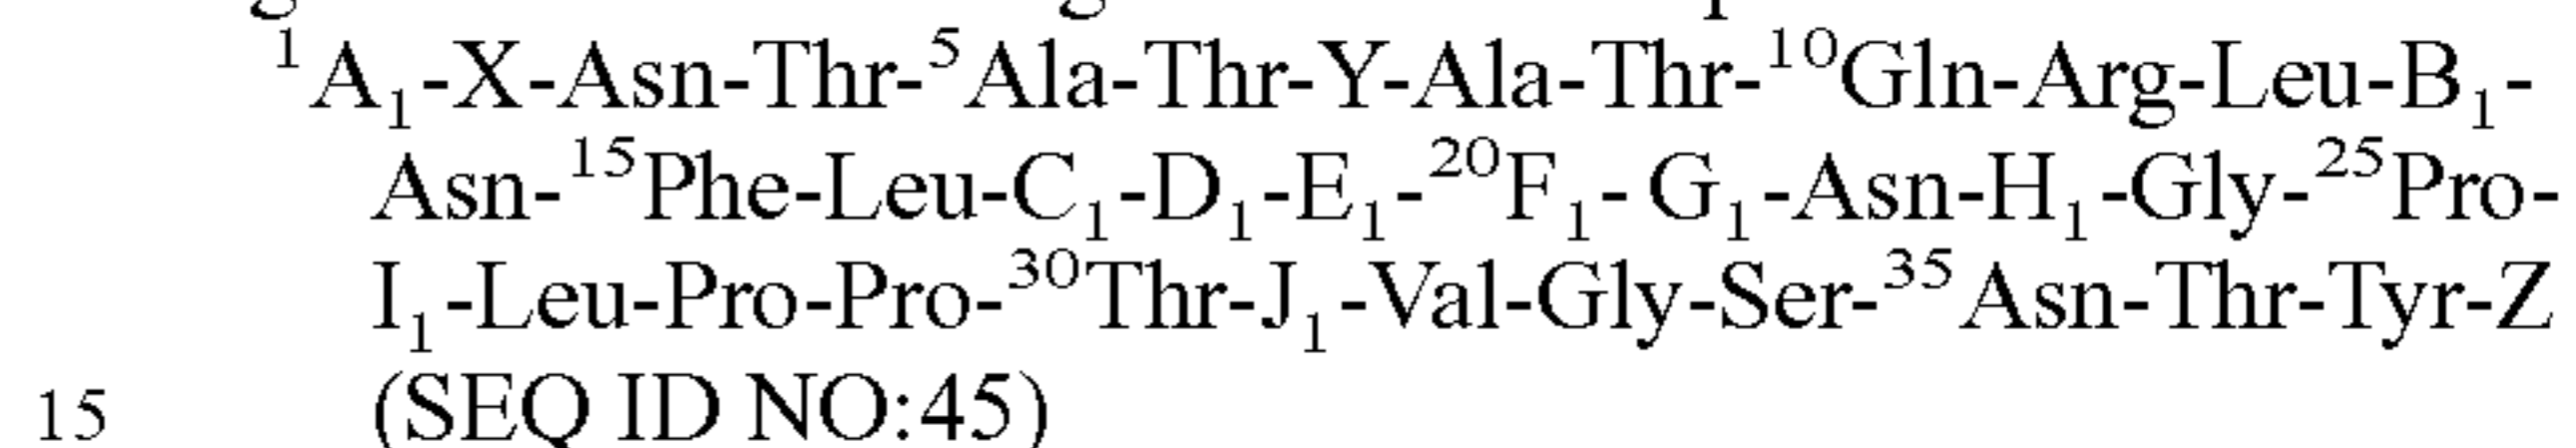 ¹A₁-X-Asn-Thr-⁵Ala-Thr-Y-Ala-Thr-¹⁰Gln-Arg-Leu-B₁-
Asn-¹⁵Phe-Leu-C₁-D₁-E₁-²⁰F₁- G₁-Asn-H₁-Gly-²⁵Pro-
I₁-Leu-Pro-Pro-³⁰Thr-J₁-Val-Gly-Ser-³⁵Asn-Thr-Tyr-Z
15 (SEQ ID NO:45)